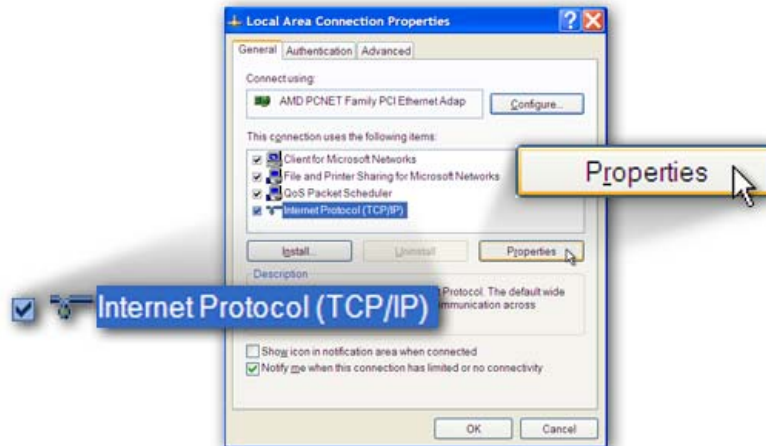 Local Area Connection Properties
General Authentication Advanced
Connect using:
AMD PCNET Family PCI Ethernet Adap
Configure...
This connection uses the following items:
Client for Microsoft Networks
File and Printer Sharing for Microsoft Networks
QoS Packet Scheduler
Internet Protocol (TCP/IP)
Properties
Install... Uninstall Properties
Description
Protocol. The default wide
mmunication across
Internet Protocol (TCP/IP)
Show icon in notification area when connected
Notify me when this connection has limited or no connectivity
OK Cancel